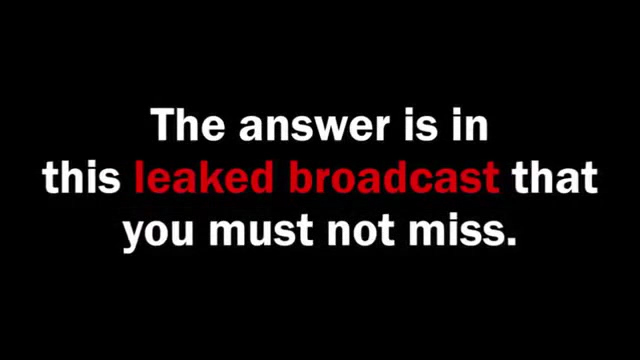 The answer is in
this leaked broadcast that
you must not miss.